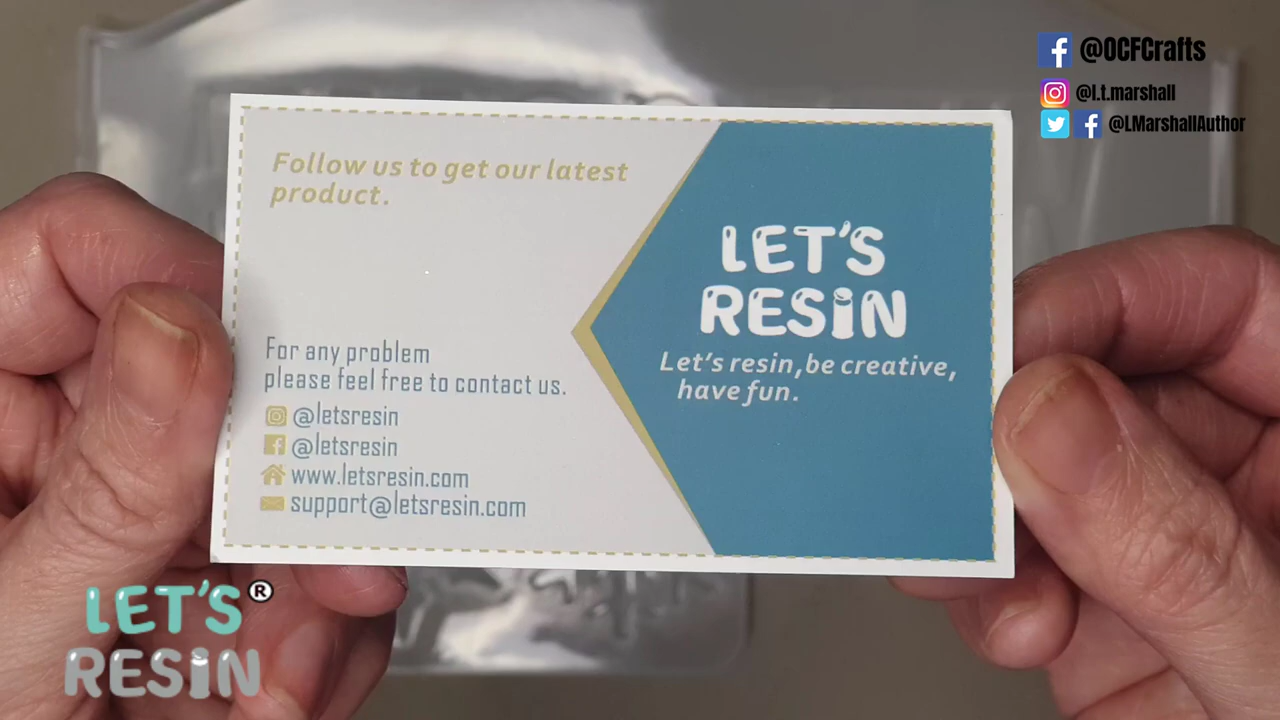 @OCFCrafts
@l.t.marshall
@LMarshallAuthor
Follow us to get our latest
product.
For any problem
please feel free to contact us.
@letsresin
@letsresin
www.letsresin.com
support@letsresin.com
LET'S
RESIN
Let's resin,be creative,
have fun.
LET'S®
RESIN